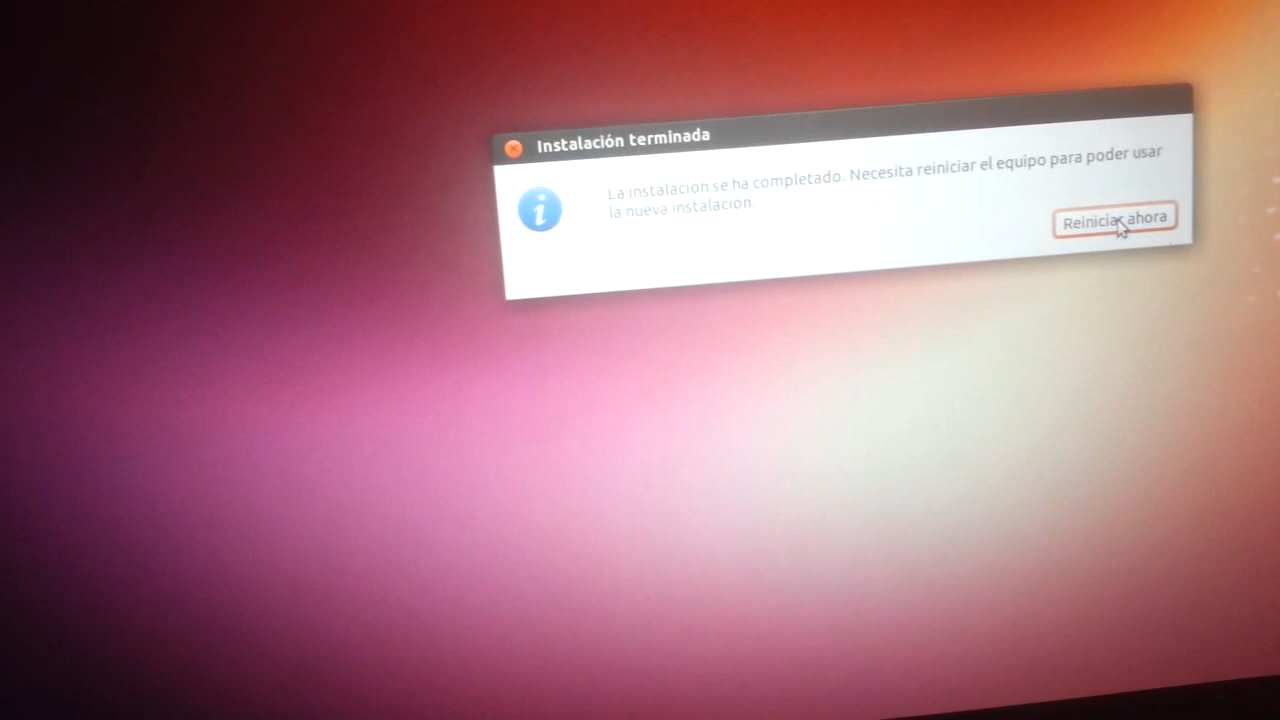 Instalación terminada
La instalación se ha completado. Necesita reiniciar el equipo para poder usar
la nueva instalación.
Reiniciar ahora